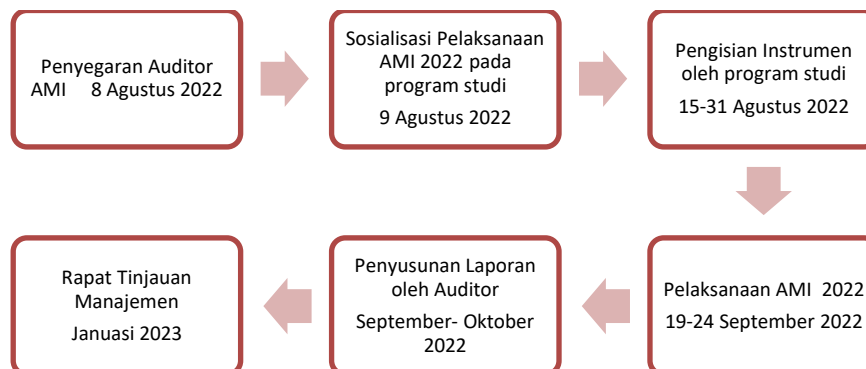 Penyegaran Auditor
AMI 8 Agustus 2022
Sosialisasi Pelaksanaan
AMI 2022 pada
program studi
9 Agustus 2022
Pengisian Instrumen
oleh program studi
15-31 Agustus 2022
Pelaksanaan AMI 2022
19-24 September 2022
Penyusunan Laporan
oleh Auditor
September- Oktober
2022
Rapat Tinjauan
Manajemen
Januasi 2023